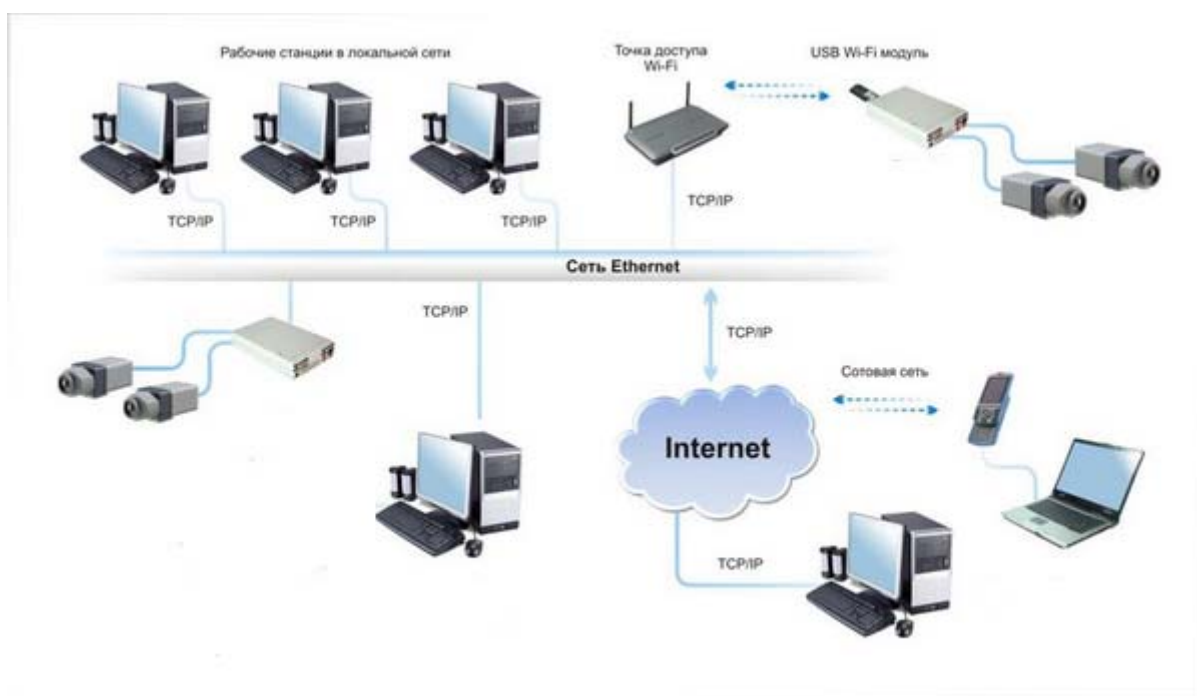 Рабочие станции в локальной сети
Точка доступа
Wi-Fi
USB Wi-Fi модуль
TCP/IP
TCP/IP
TCP/IP
TCP/IP
Сеть Ethernet
TCP/IP
TCP/IP
Сотовая сеть
Internet
TCP/IP